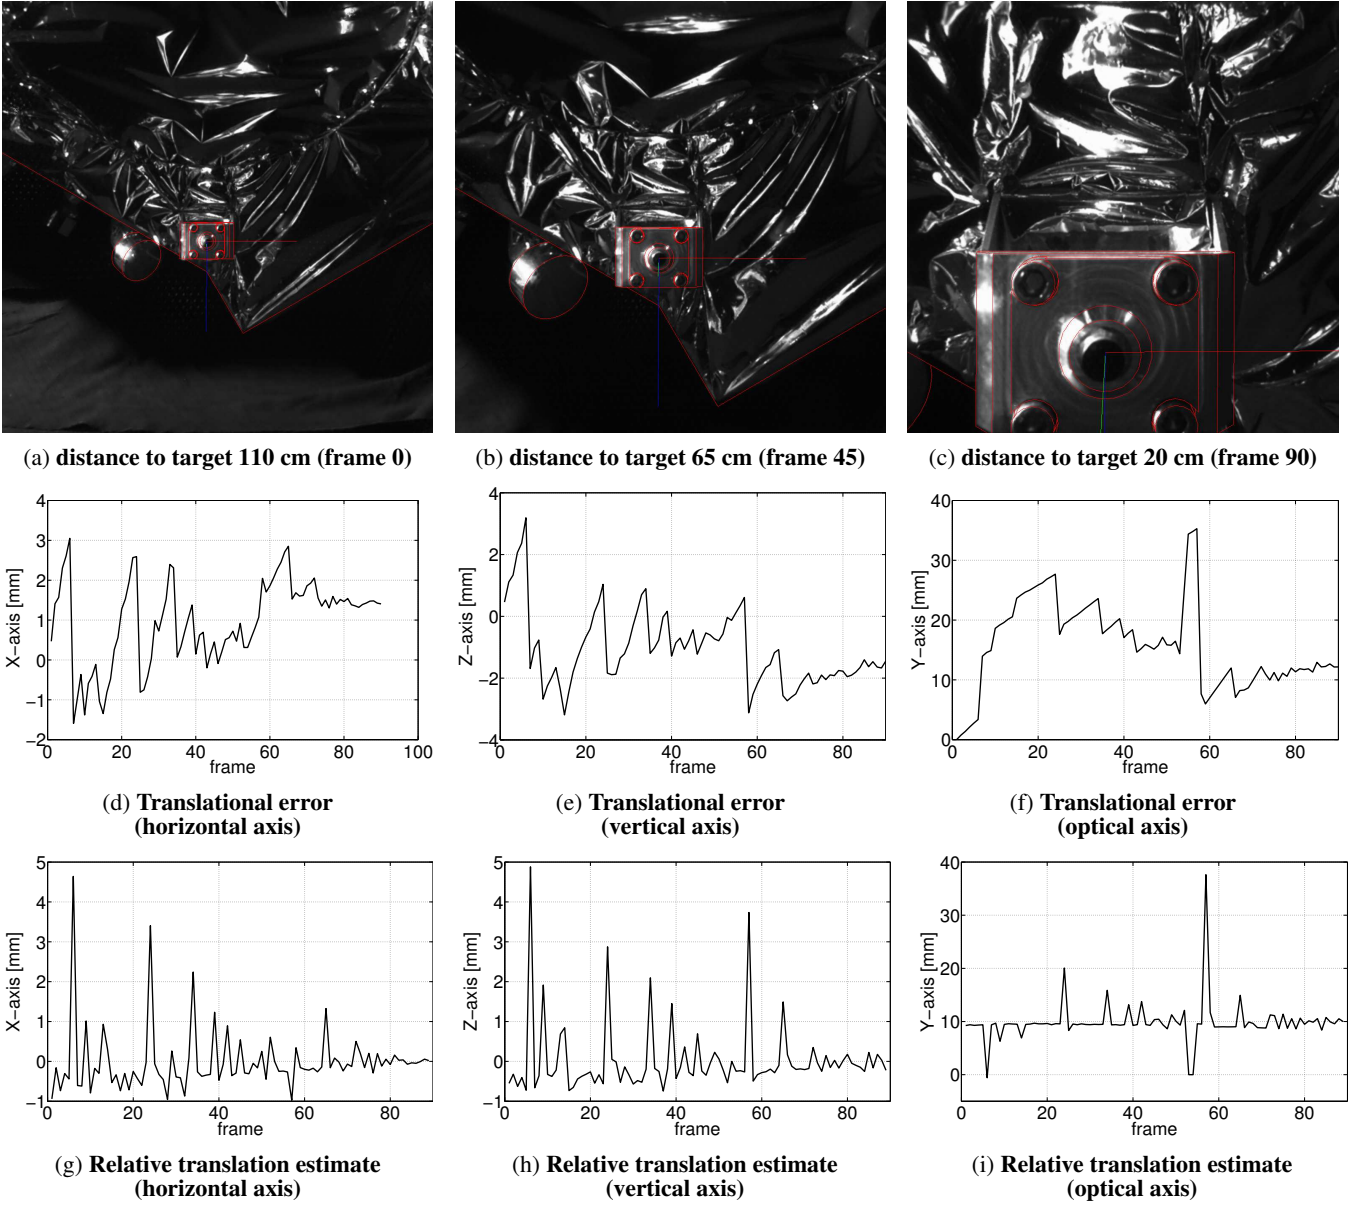 (a) distance to target 110 cm (frame 0)
(b) distance to target 65 cm (frame 45)
(c) distance to target 20 cm (frame 90)
4
3
2
1
0
−1
−2
X−axis [mm]
0 20 40 60 80 100
frame
(d) Translational error
(horizontal axis)
4
2
0
−2
−4
Z−axis [mm]
0 20 40 60 80
frame
(e) Translational error
(vertical axis)
40
30
20
10
0
Y−axis [mm]
0 20 40 60 80
frame
(f) Translational error
(optical axis)
5
4
3
2
1
0
−1
X−axis [mm]
0 20 40 60 80
frame
(g) Relative translation estimate
(horizontal axis)
5
4
3
2
1
0
−1
Z−axis [mm]
0 20 40 60 80
frame
(h) Relative translation estimate
(vertical axis)
40
30
20
10
0
Y−axis [mm]
0 20 40 60 80
frame
(i) Relative translation estimate
(optical axis)